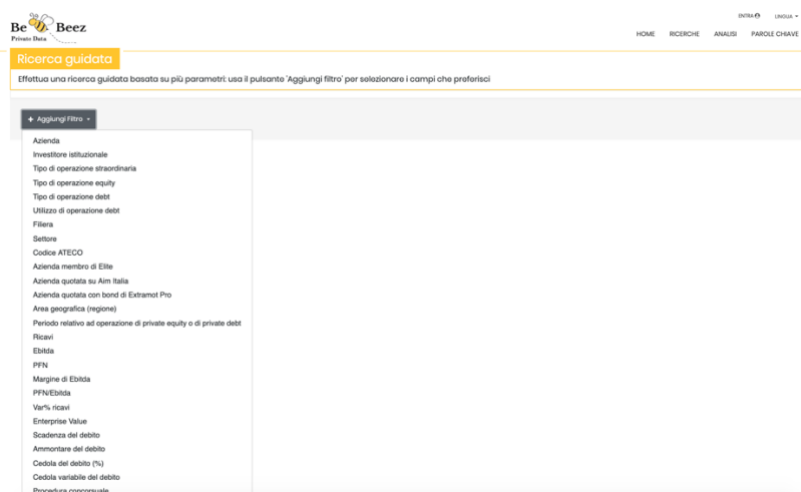 Be Beez
Private Data
ENTRA
LINGUA
HOME RICERCHE ANALISI PAROLE CHIAVE
Ricerca guidata
Effettua una ricerca guidata basata su più parametri: usa il pulsante 'Aggiungi filtro' per selezionare i campi che preferisci
+ Aggiungi Filtro
Azienda
Investitore istituzionale
Tipo di operazione straordinaria
Tipo di operazione equity
Tipo di operazione debt
Utilizzo di operazione debt
Filiera
Settore
Codice ATECO
Azienda membro di Elite
Azienda quotata su Aim Italia
Azienda quotata con bond di Extramot Pro
Area geografica (regione)
Periodo relativo ad operazione di private equity o di private debt
Ricavi
Ebitda
PFN
Margine di Ebitda
PFN/Ebitda
Var% ricavi
Enterprise Value
Scadenza del debito
Ammontare del debito
Cedola del debito (%)
Cedola variabile del debito
Procedura concorsuale